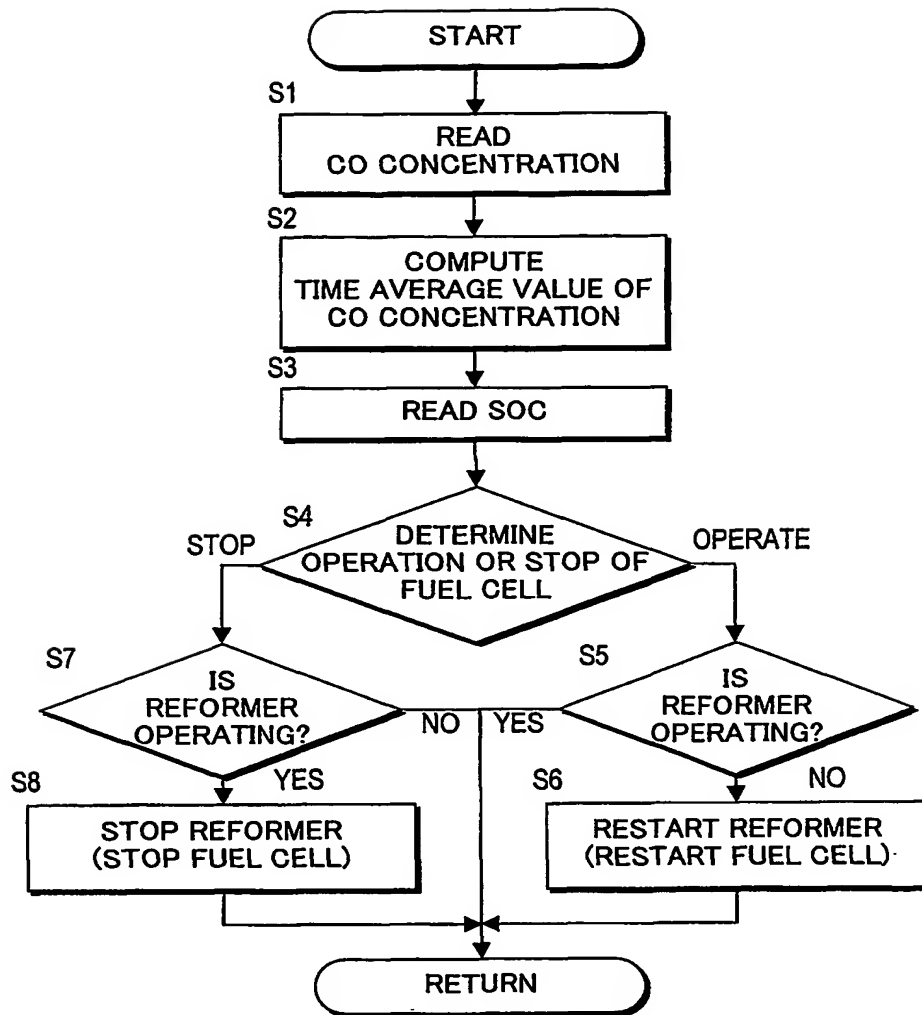 START
S1
READ
CO CONCENTRATION
S2
COMPUTE
TIME AVERAGE VALUE OF
CO CONCENTRATION
S3
READ SOC
S4
DETERMINE
OPERATION OR STOP OF
FUEL CELL
STOP
OPERATE
S7
IS
REFORMER
OPERATING?
NO
YES
S5
IS
REFORMER
OPERATING?
S8
YES
STOP REFORMER
(STOP FUEL CELL)
S6
NO
RESTART REFORMER
(RESTART FUEL CELL)
RETURN